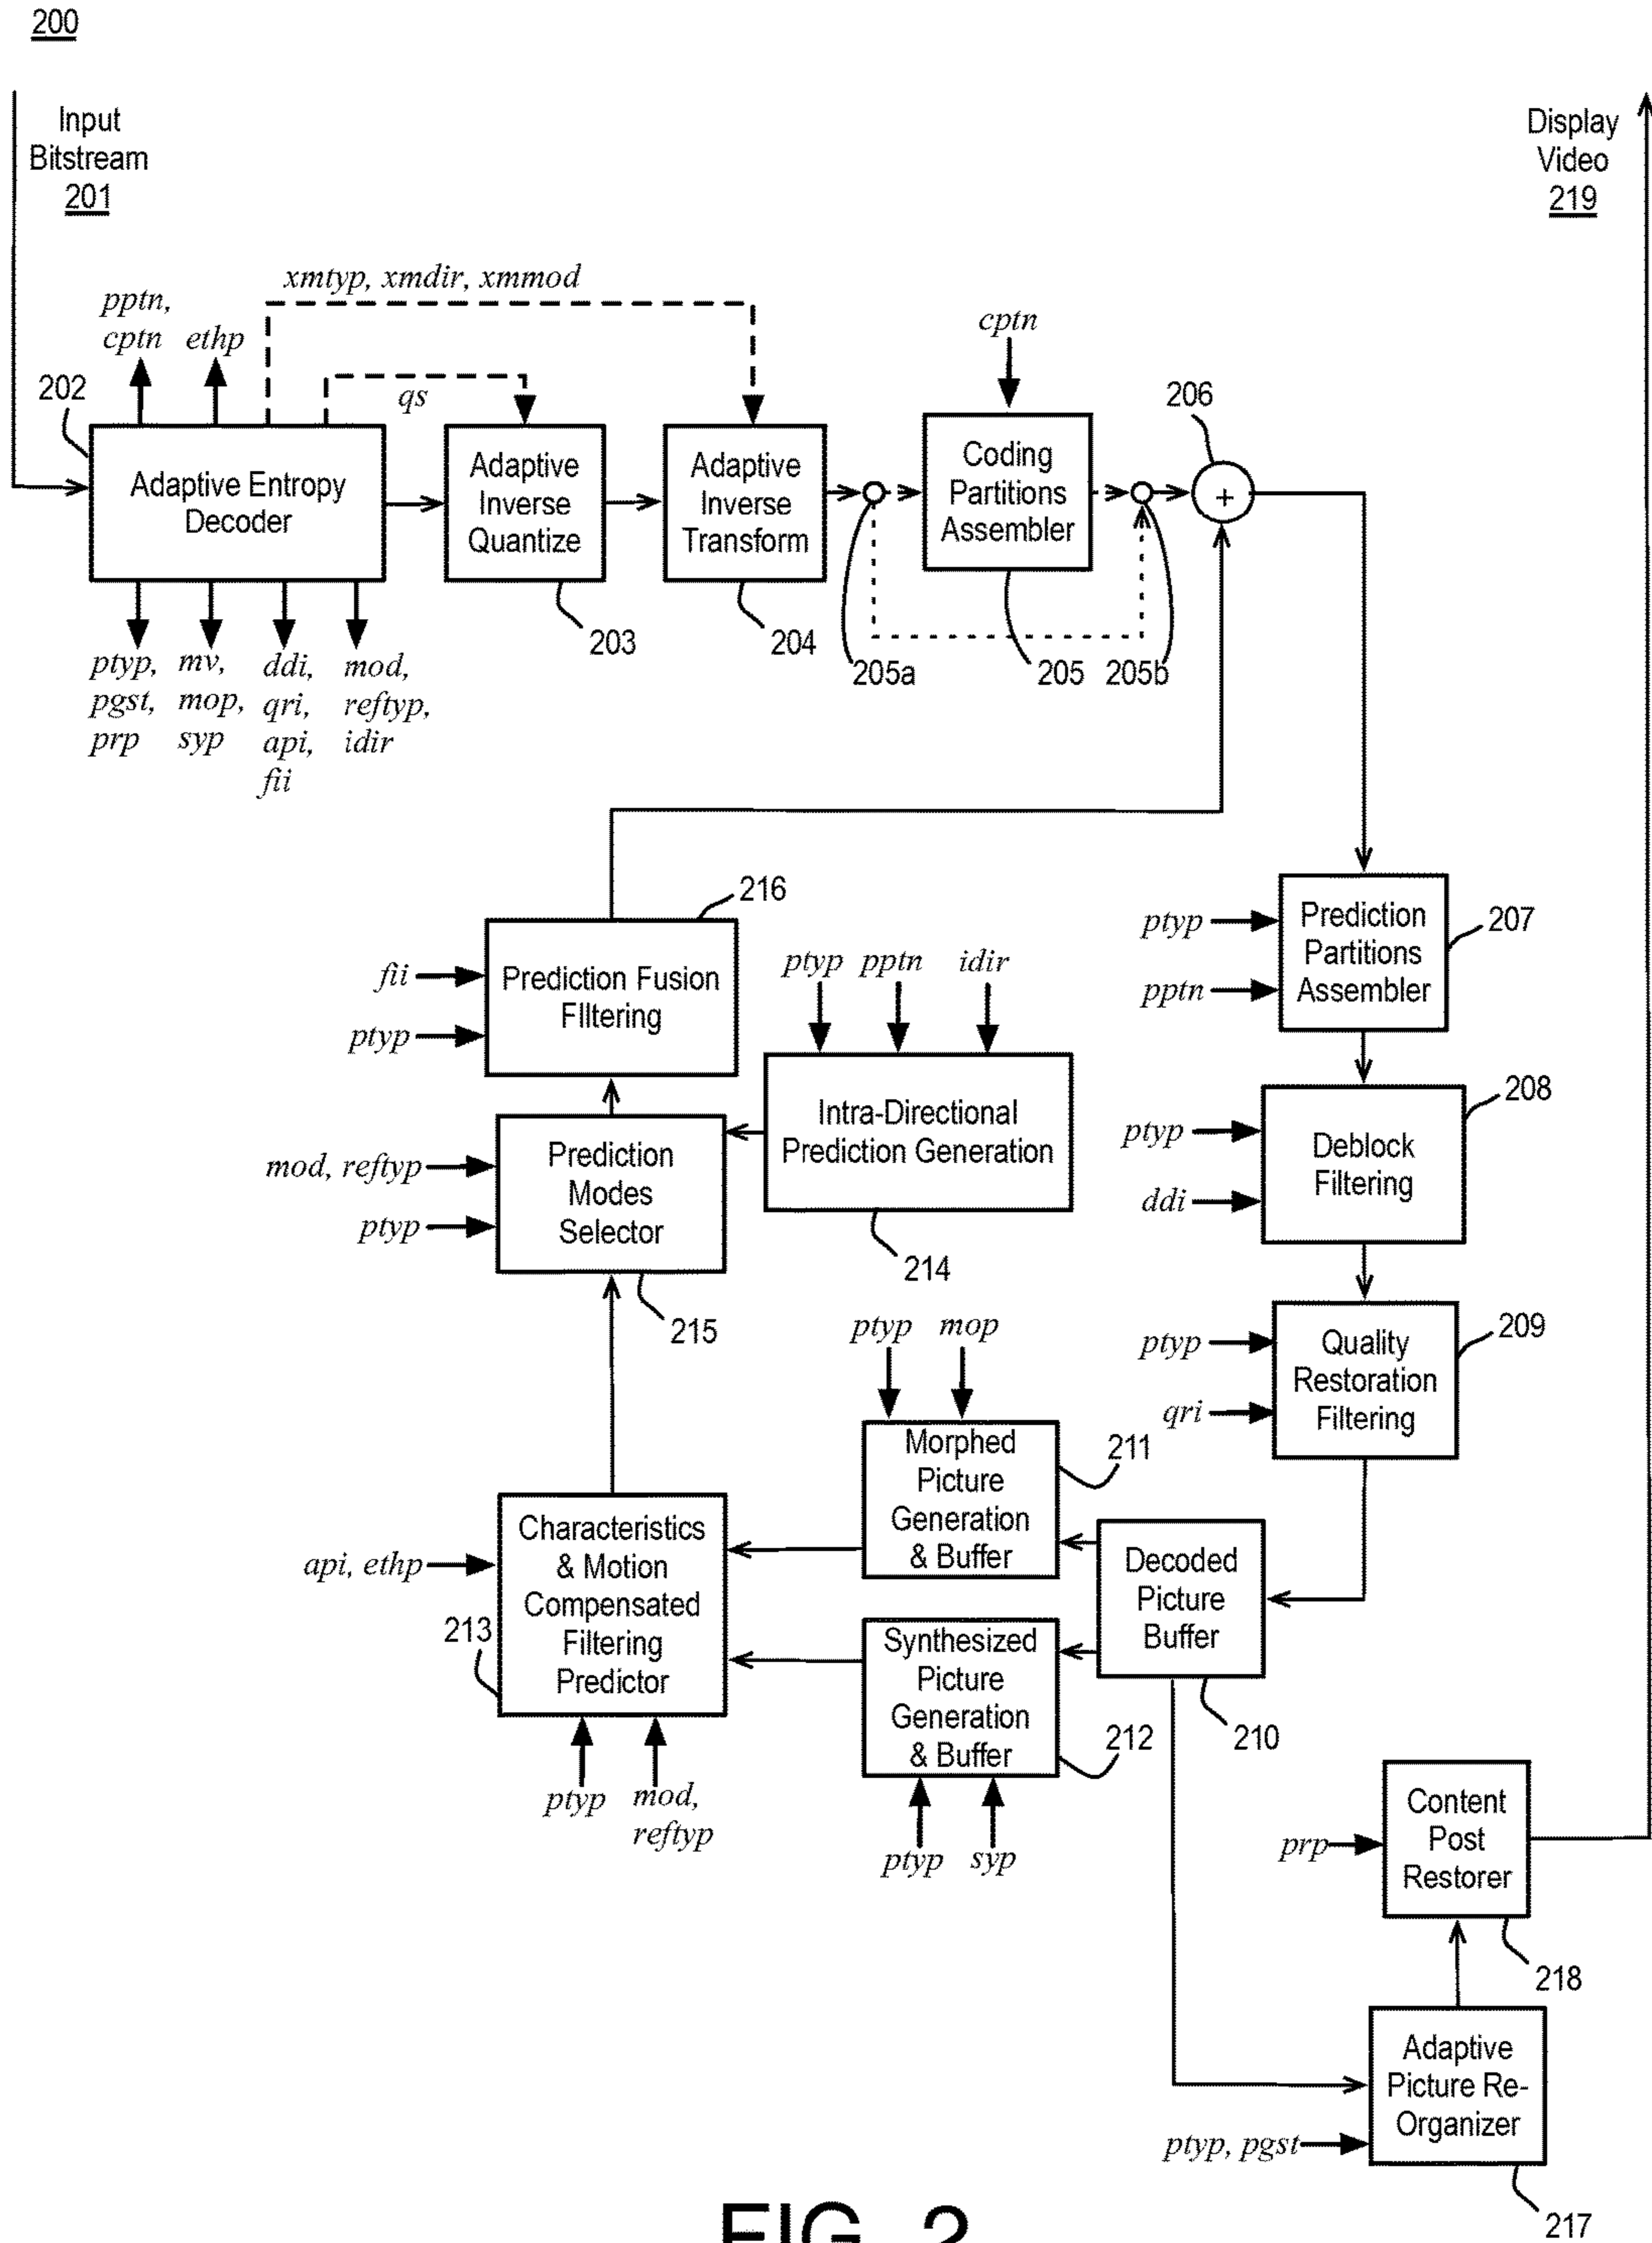 200
Input
Bitstream
201
Display
Video
219
xmtyp, xmdir, xmmod
pptn,
cptn
ethp
qs
cptn
202
206
Adaptive Entropy
Decoder
Adaptive
Inverse
Quantize
Adaptive
Inverse
Transform
Coding
Partitions
Assembler
+
203
204
205a
205
205b
ptyp,
pgst,
prp
mv,
mop,
syp
ddi,
qri,
api,
fii
mod,
reftyp,
idir
216
fii
ptyp
Prediction Fusion
FIltering
ptyp
pptn
idir
ptyp
pptn
Prediction
Partitions
Assembler
207
mod, reftyp
ptyp
Prediction
Modes
Selector
Intra-Directional
Prediction Generation
214
215
ptyp
ddi
Deblock
Filtering
208
ptyp
mop
ptyp
qri
Quality
Restoration
Filtering
209
Morphed
Picture
Generation
& Buffer
211
api, ethp
213
Characteristics
& Motion
Compensated
Filtering
Predictor
Decoded
Picture
Buffer
210
Synthesized
Picture
Generation
& Buffer
212
ptyp
mod,
reftyp
ptyp
syp
prp
Content
Post
Restorer
218
ptyp, pgst
Adaptive
Picture Re-
Organizer
217
FIG. 2